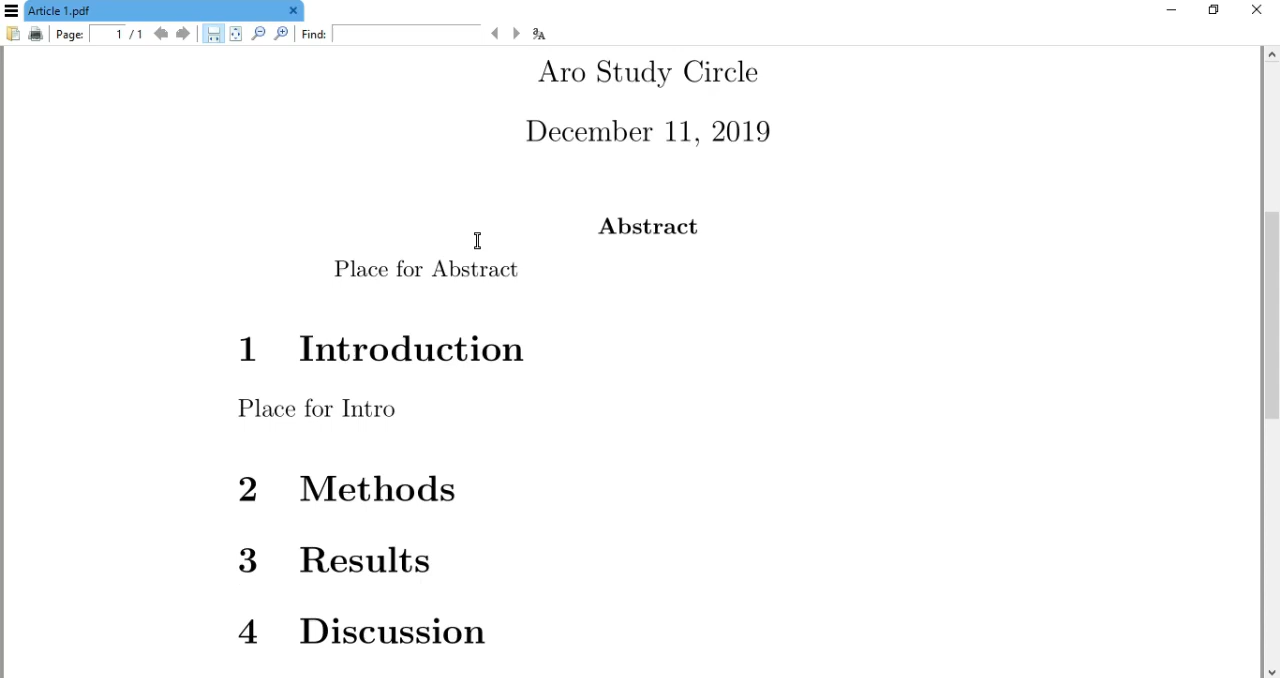 Article 1.pdf
Page: 1 / 1 Find:
Aro Study Circle
December 11, 2019
Abstract
Place for Abstract
1 Introduction
Place for Intro
2 Methods
3 Results
4 Discussion